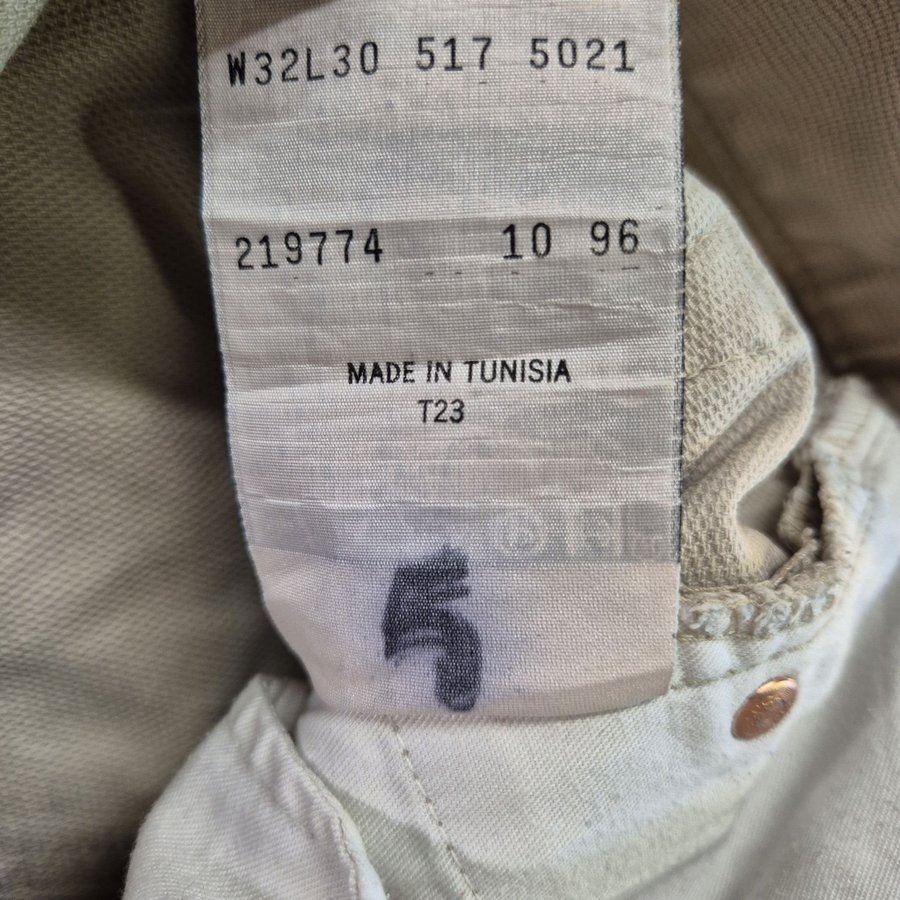 W32L30 517 5021
219774 10 96
MADE IN TUNISIA
T23
5